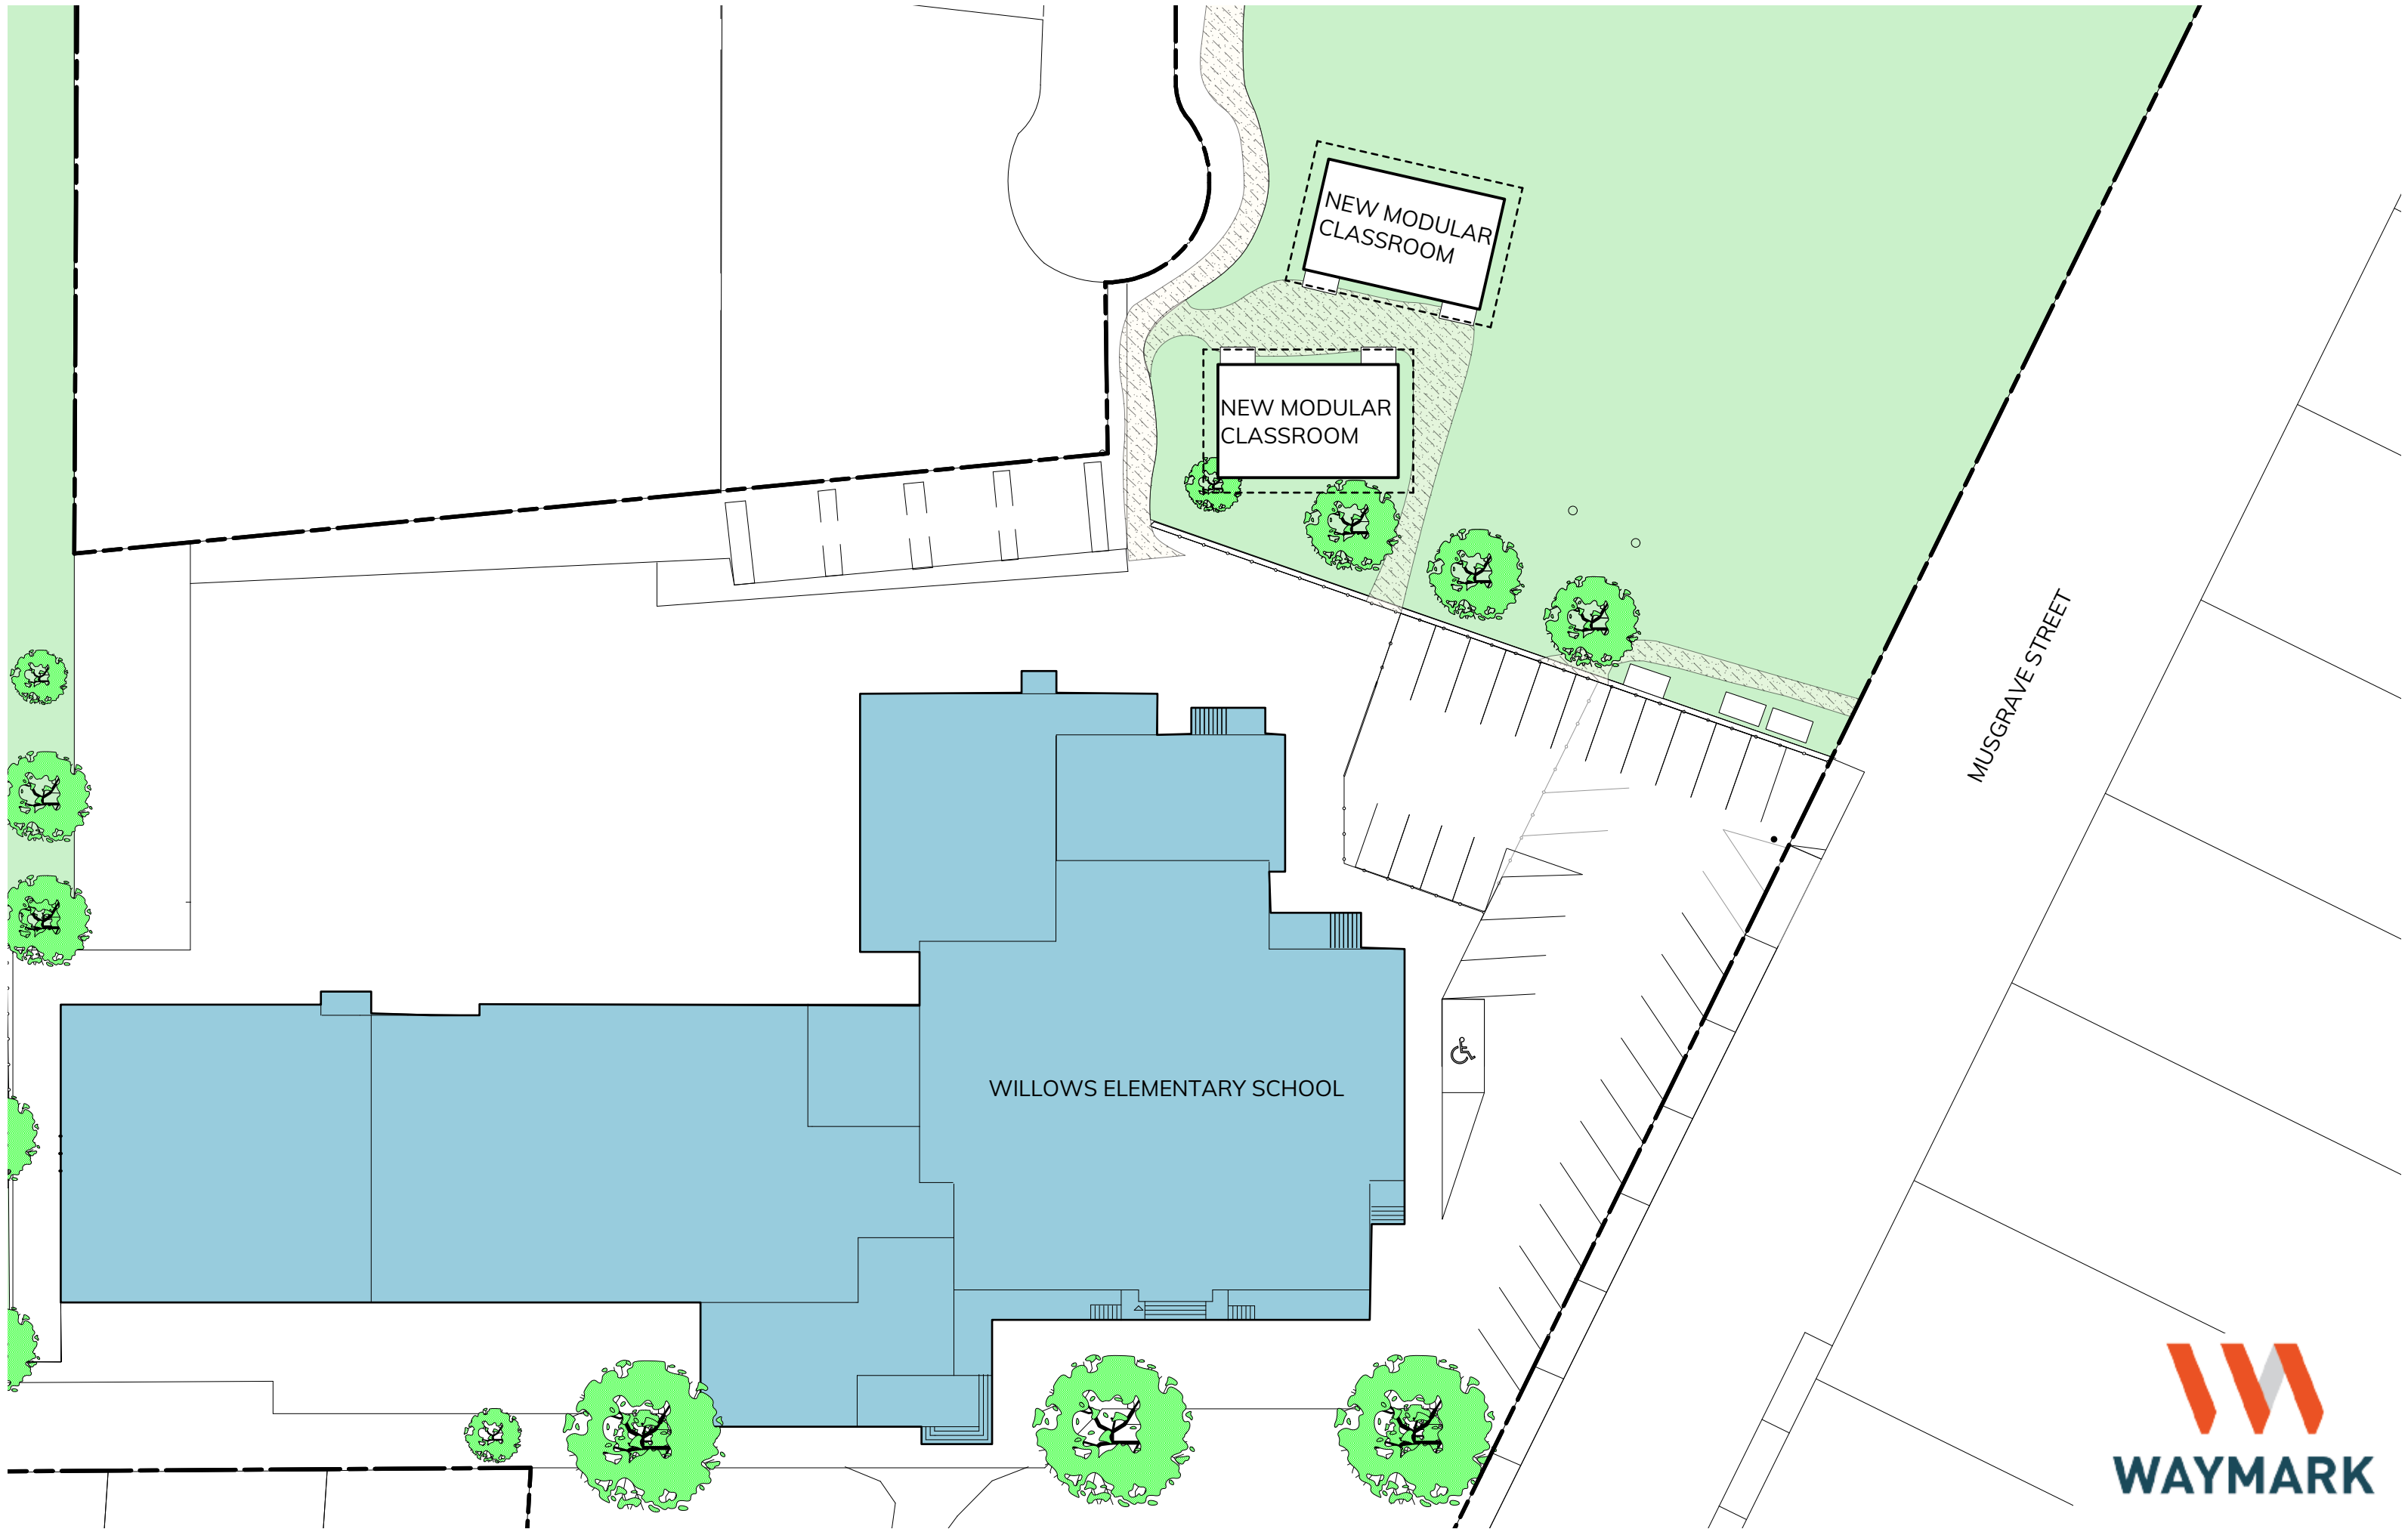 NEW MODULAR
CLASSROOM
NEW MODULAR
CLASSROOM
MUSGRAVE STREET
WILLOWS ELEMENTARY SCHOOL
WAYMARK